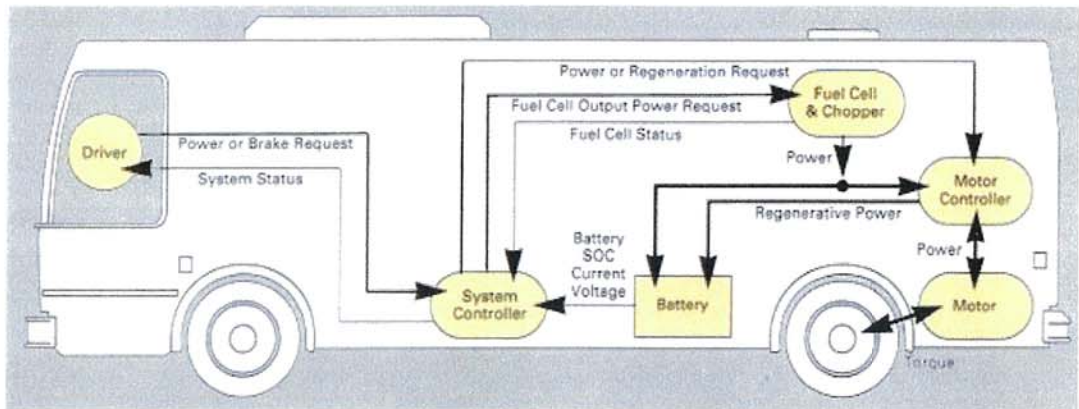 Power or Regeneration Request
Fuel Cell
& Chopper
Fuel Cell Output Power Request
Fuel Cell Status
Driver
Power or Brake Request
System Status
Power
Motor
Controller
Regenerative Power
Power
Battery
SOC
Current
Voltage
System
Controller
Battery
Motor
Torque